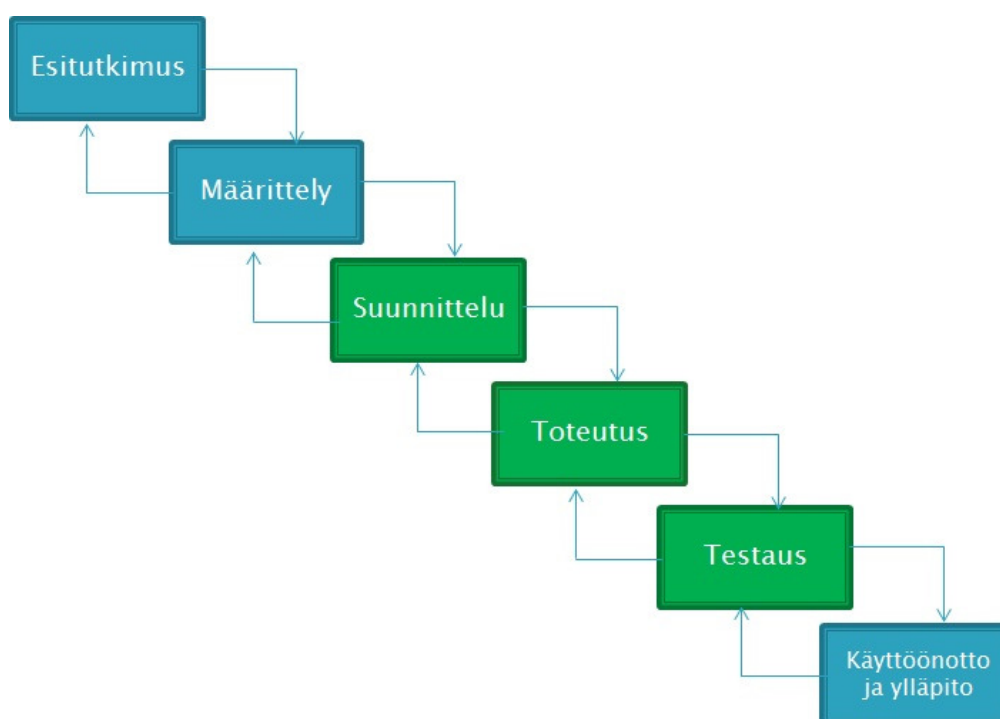 Esitutkimus
Määrittely
Suunnittelu
Toteutus
Testaus
Käyttöönotto
ja ylläpito